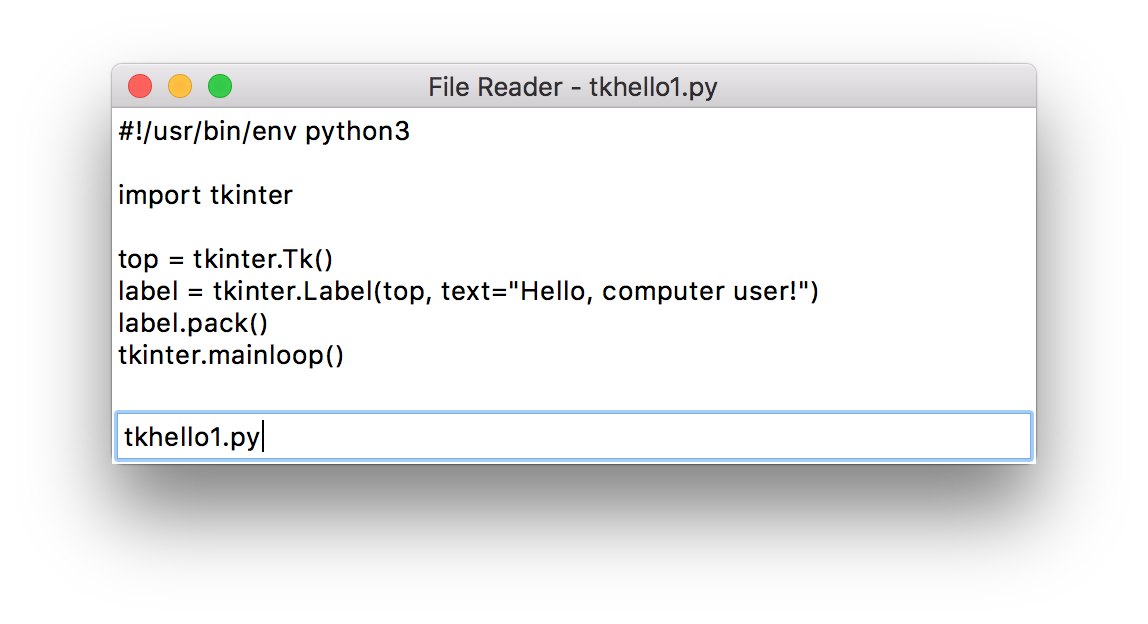 File Reader - tkhello1.py
#!/usr/bin/env python3
import tkinter
top = tkinter.Tk()
label = tkinter.Label(top, text="Hello, computer user!")
label.pack()
tkinter.mainloop()
tkhello1.py